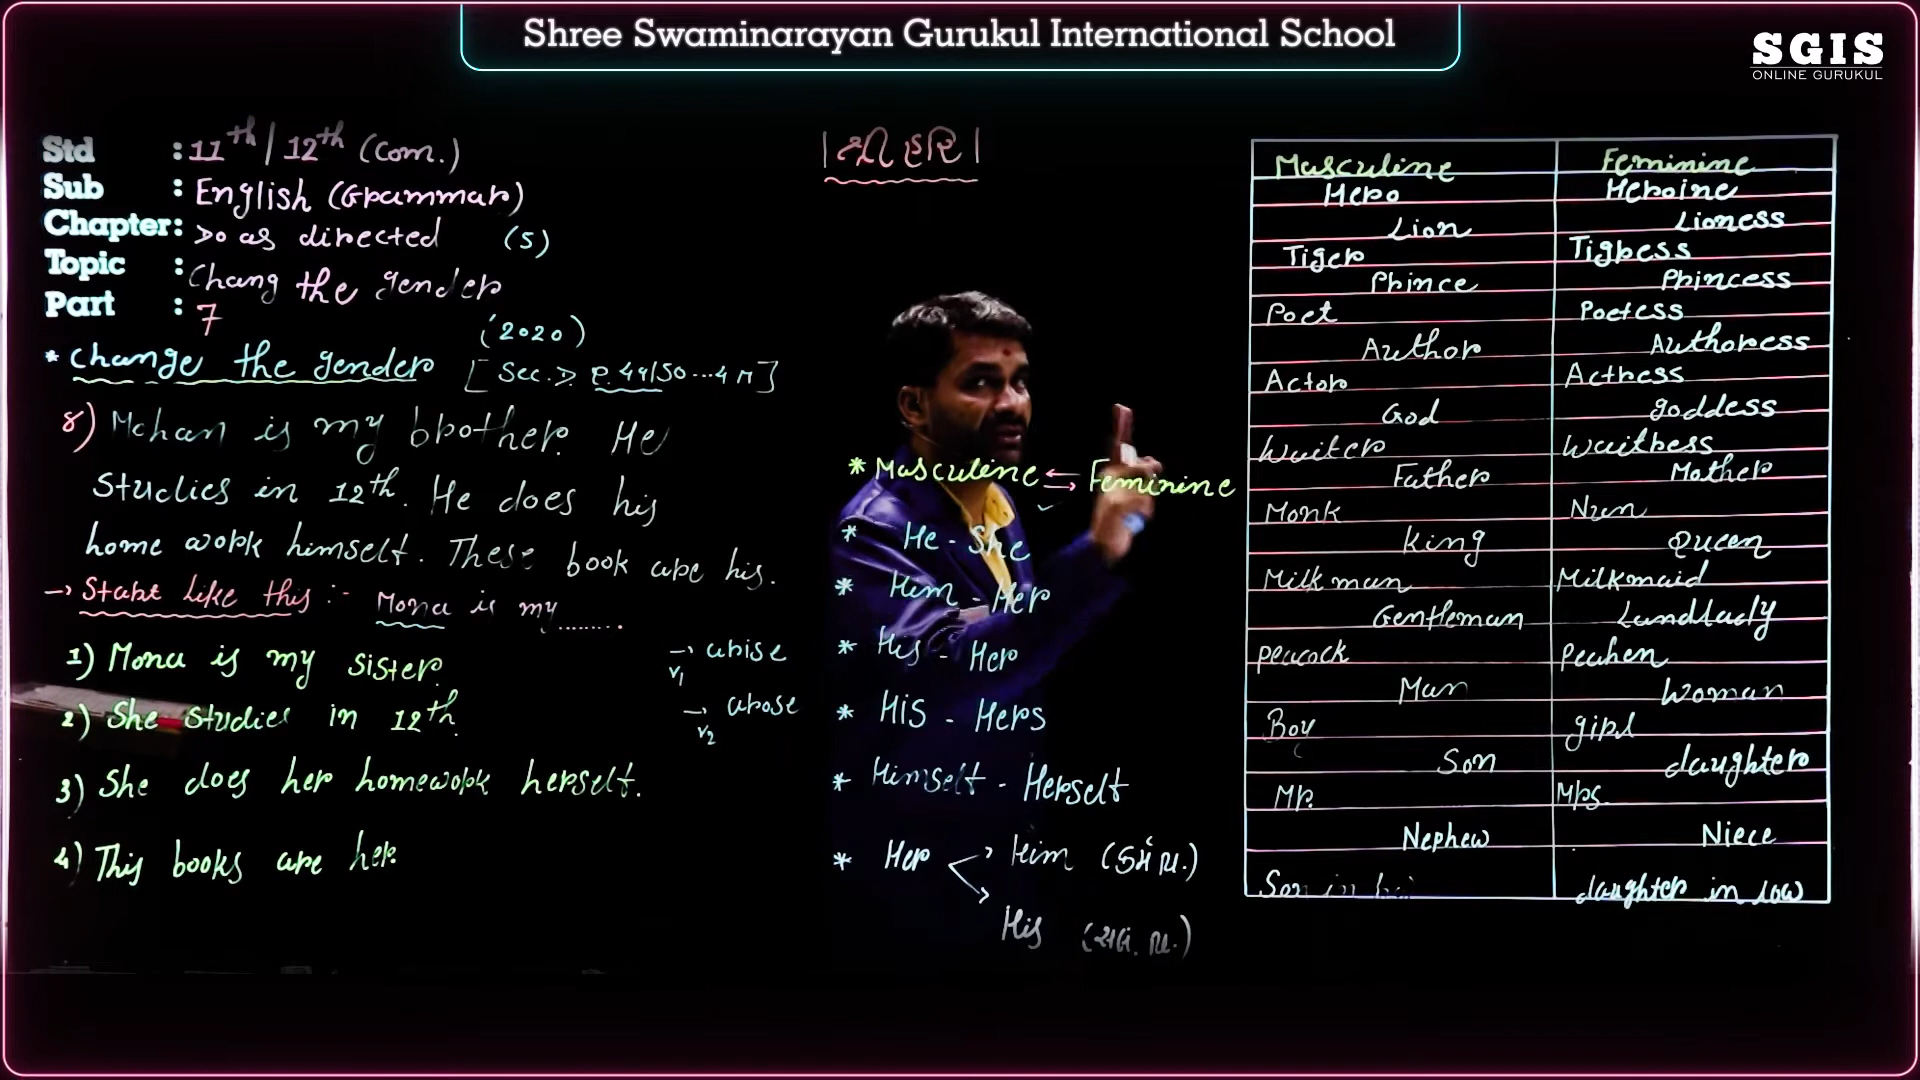 Shree Swaminarayan Gurukul International School
SGIS
ONLINE GURUKUL
Std : 11th / 12th (Com.)
Sub : English (Grammar)
Chapter: Do as directed (5)
Topic : Chang the gender
Part : 7
|શ્રી હરિ|
(2020)
* Change the gender [Sec. D P.49/50...4 M]
8) Mohan is my brother. He
Studies in 12th. He does his
home work himself. These book are his.
→ Start like this :- Mona is my........
1) Mona is my sister.
2) She Studies in 12th.
3) She does her homework herself.
4) This books are her
→ arise
V1
→ arose
V2
* Masculine ⇄ Feminine
* He - She
* Him - Her
* His - Her
* HiS - Hers
* Himself - Herself
* Her → Him (કર્મ વિ.)
→ His
Masculine Feminine
Hero Heroine
Lion Lioness
Tiger Tigress
Prince Princess
Poet Poetess
Author Authoress
Actor Actress
God goddess
Waiter Waitress
Father Mother
Monk Nun
King Queen
Milkman Milkmaid
Gentleman Landlady
Peacock Peahen
Man Woman
Boy girl
Son daughter
Mr. Mrs.
Nephew Niece
Son in daughter in low